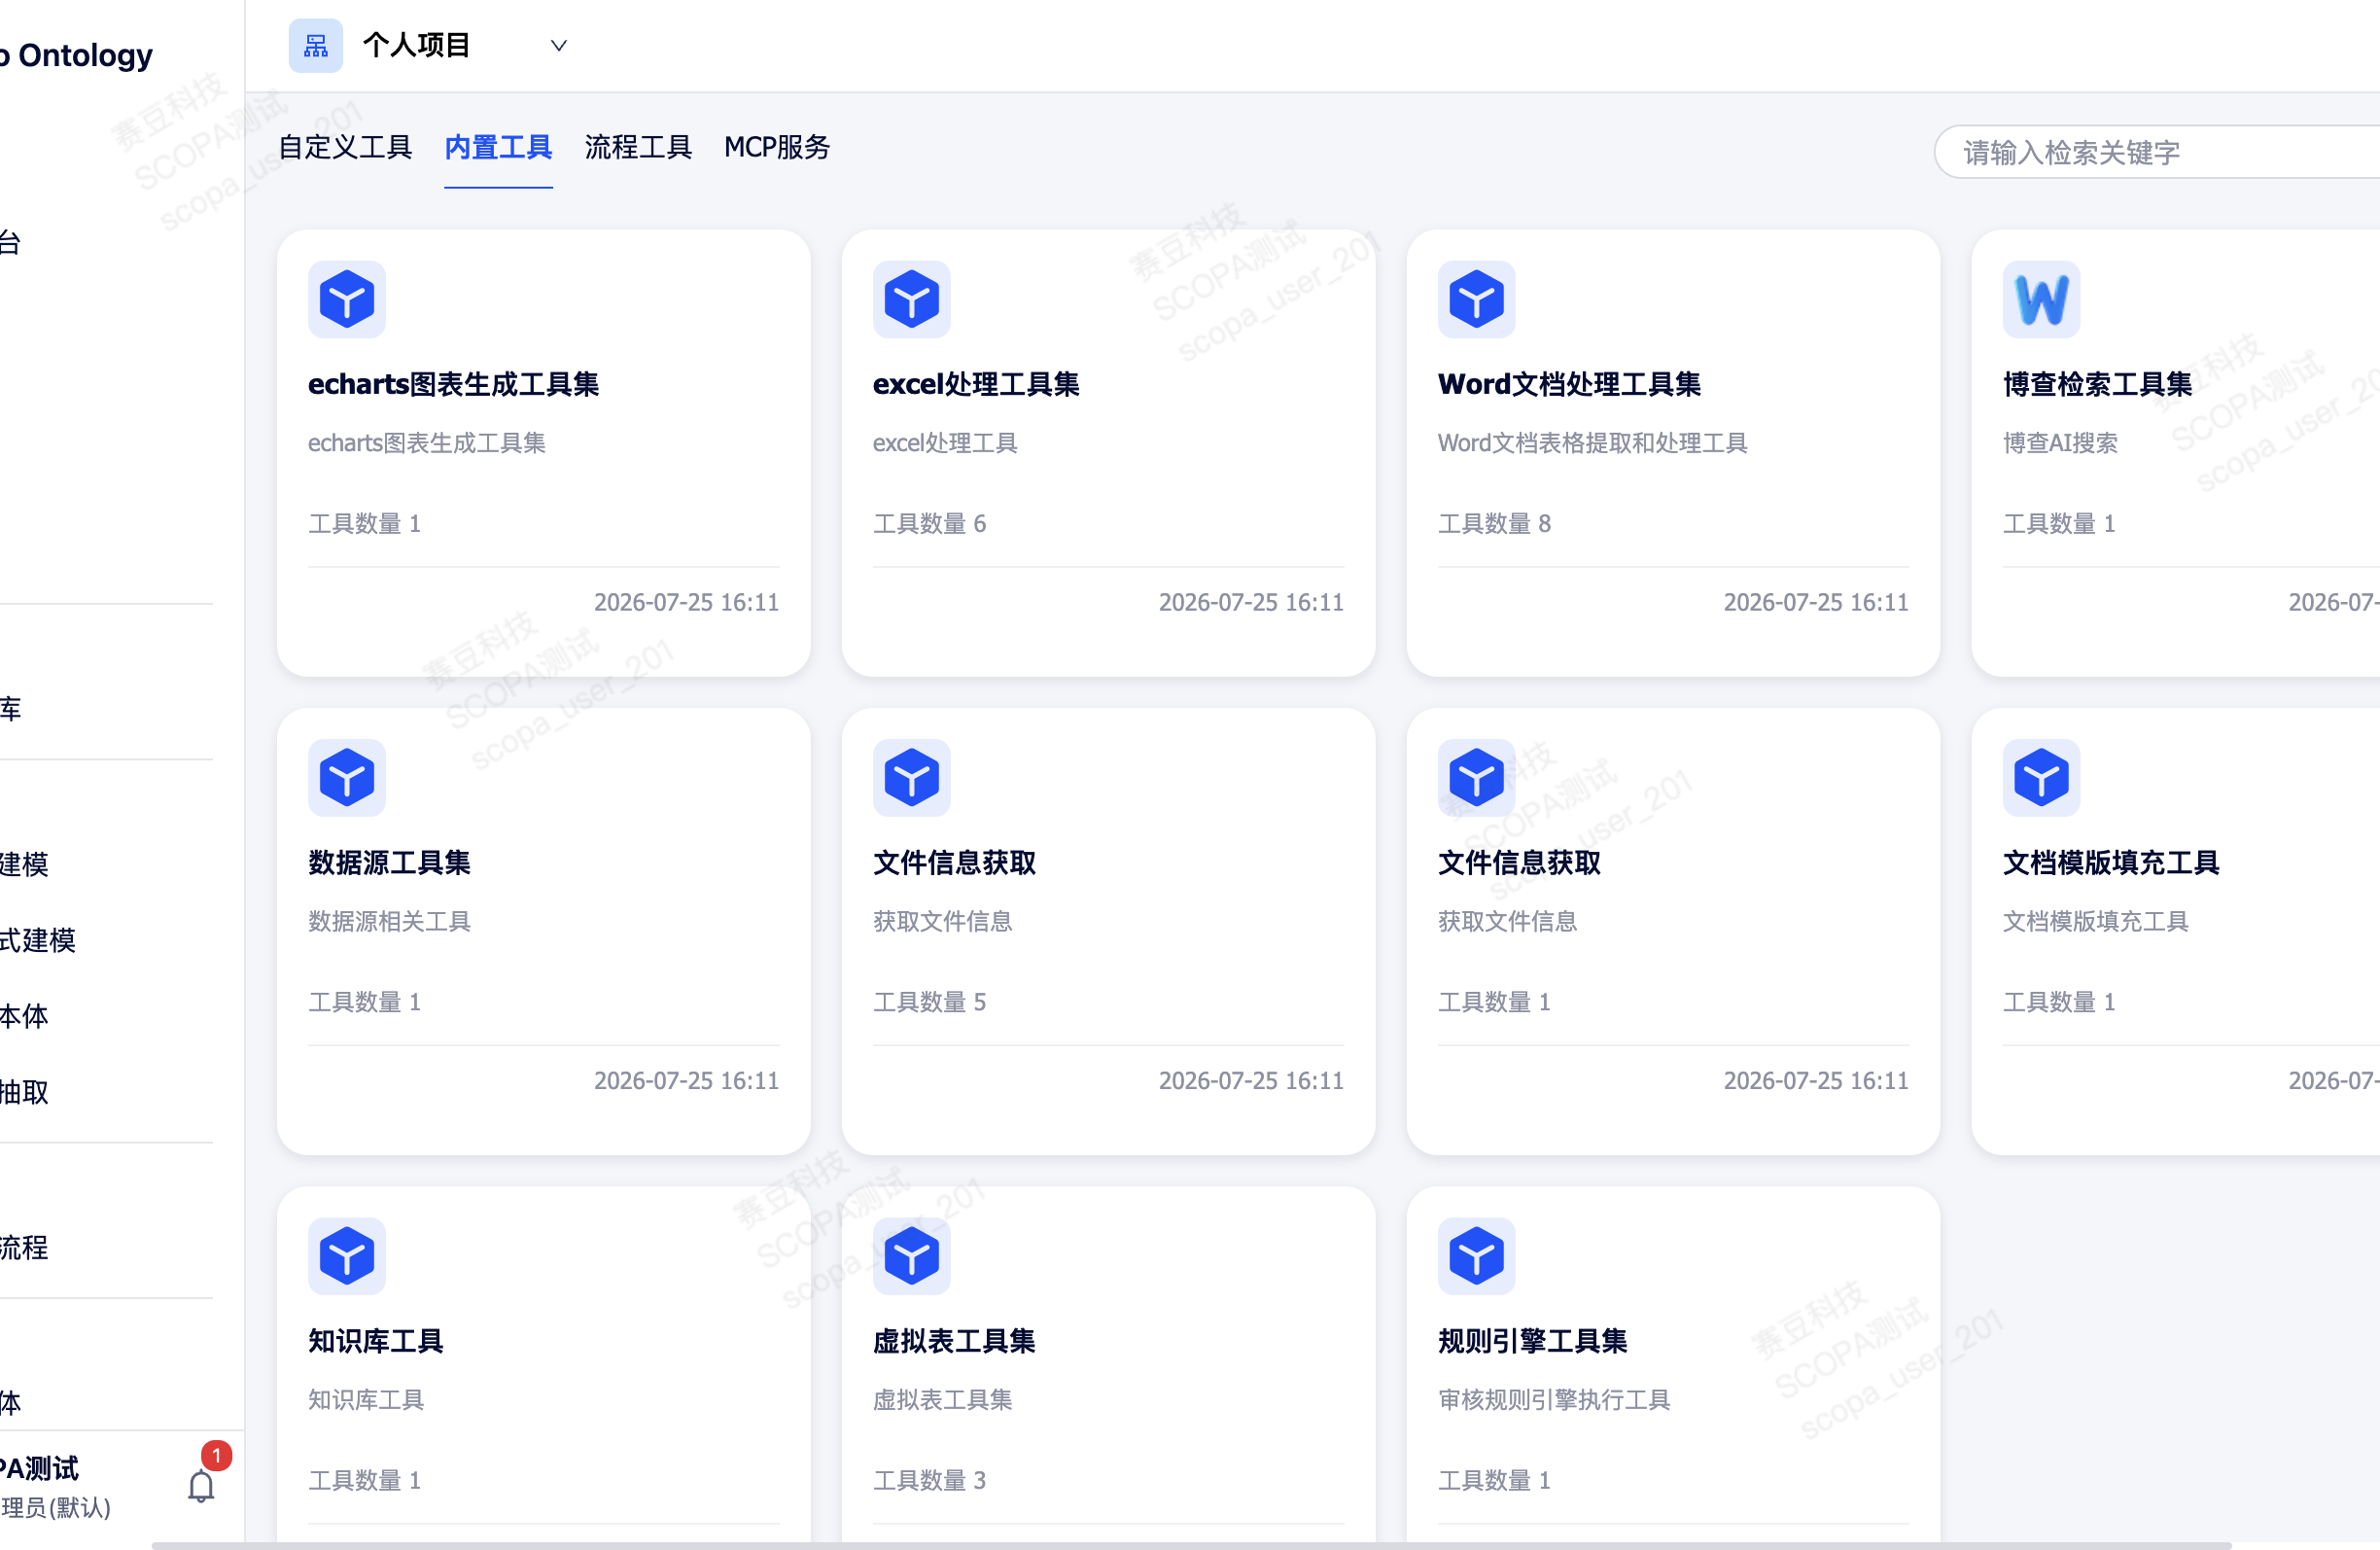 o Ontology
台
库
建模
式建模
本体
抽取
流程
体
PA测试
理员(默认)
1
个人项目
自定义工具 内置工具 流程工具 MCP服务
请输入检索关键字
echarts图表生成工具集
echarts图表生成工具集
工具数量 1
2026-07-25 16:11
excel处理工具集
excel处理工具
工具数量 6
2026-07-25 16:11
Word文档处理工具集
Word文档表格提取和处理工具
工具数量 8
2026-07-25 16:11
博查检索工具集
博查AI搜索
工具数量 1
2026-07-
数据源工具集
数据源相关工具
工具数量 1
2026-07-25 16:11
文件信息获取
获取文件信息
工具数量 5
2026-07-25 16:11
文件信息获取
获取文件信息
工具数量 1
2026-07-25 16:11
文档模版填充工具
文档模版填充工具
工具数量 1
2026-07-
知识库工具
知识库工具
工具数量 1
虚拟表工具集
虚拟表工具集
工具数量 3
规则引擎工具集
审核规则引擎执行工具
工具数量 1
赛豆科技
SCOPA测试
scopa_user_201